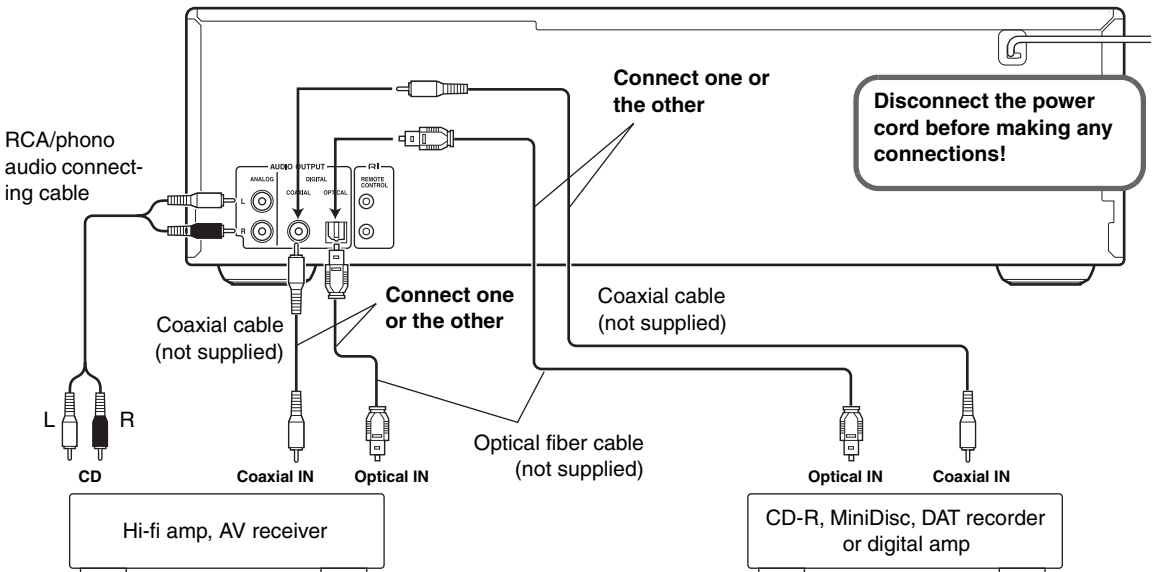 Connect one or
the other
Disconnect the power
cord before making any
connections!
RCA/phono
audio connect-
ing cable
AUDIO OUTPUT
RI
ANALOG
DIGITAL
COAXIAL
OPTICAL
REMOTE
CONTROL
L
R
Connect one
or the other
Coaxial cable
(not supplied)
Coaxial cable
(not supplied)
L
R
Optical fiber cable
(not supplied)
CD
Coaxial IN
Optical IN
Optical IN
Coaxial IN
Hi-fi amp, AV receiver
CD-R, MiniDisc, DAT recorder
or digital amp